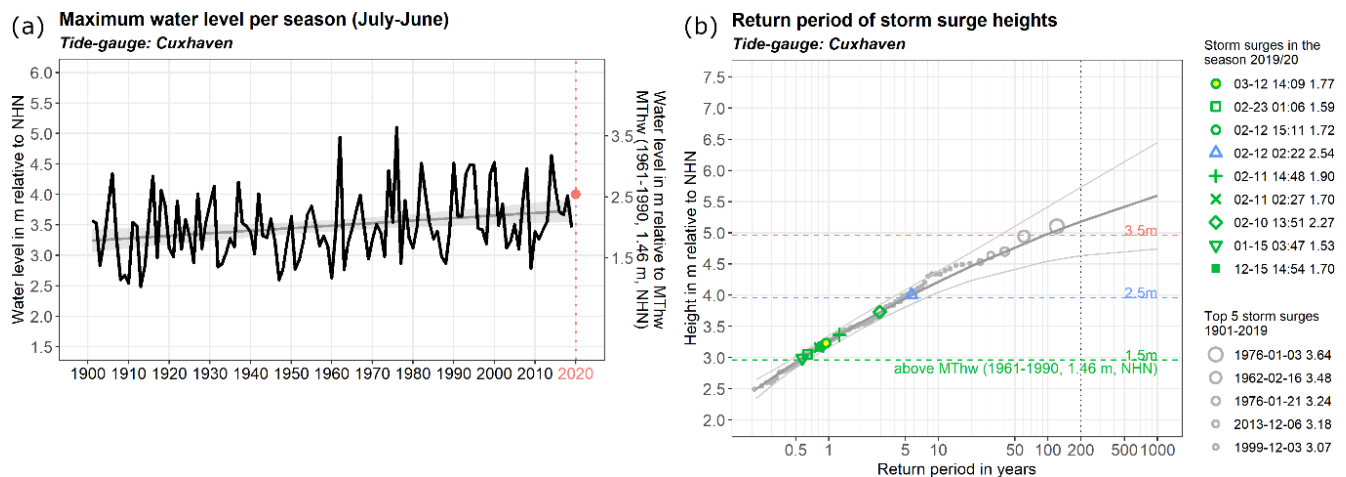 (a)
Maximum water level per season (July-June)
Tide-gauge: Cuxhaven
Water level in m relative to NHN
6.0
5.5
5.0
4.5
4.0
3.5
3.0
2.5
2.0
1.5
1900 1910 1920 1930 1940 1950 1960 1970 1980 1990 2000 2010 2020
3.5
2.5
1.5
Water level in m relative to MThw
(1961-1990, 1.46 m, NHN)
(b)
Return period of storm surge heights
Tide-gauge: Cuxhaven
Height in m relative to NHN
7.5
7.0
6.5
6.0
5.5
5.0
4.5
4.0
3.5
3.0
2.5
2.0
3.5m
2.5m
1.5m
above MThw (1961-1990, 1.46 m, NHN)
0.5 1 5 10 50 100 200 500 1000
Return period in years
Storm surges in the
season 2019/20
03-12 14:09 1.77
02-23 01:06 1.59
02-12 15:11 1.72
02-12 02:22 2.54
02-11 14:48 1.90
02-11 02:27 1.70
02-10 13:51 2.27
01-15 03:47 1.53
12-15 14:54 1.70
Top 5 storm surges
1901-2019
1976-01-03 3.64
1962-02-16 3.48
1976-01-21 3.24
2013-12-06 3.18
1999-12-03 3.07